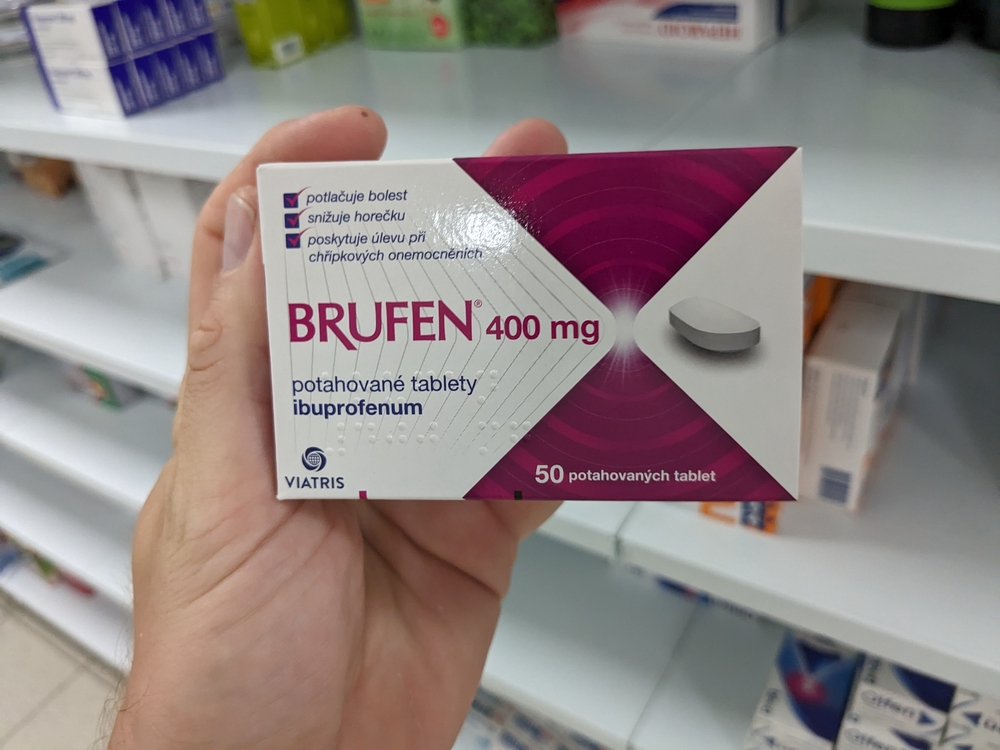 potlačuje bolest
snižuje horečku
poskytuje úlevu při
chřipkových onemocněních
BRUFEN® 400 mg
potahované tablety
ibuprofenum
VIATRIS
50 potahovaných tablet
Olfen